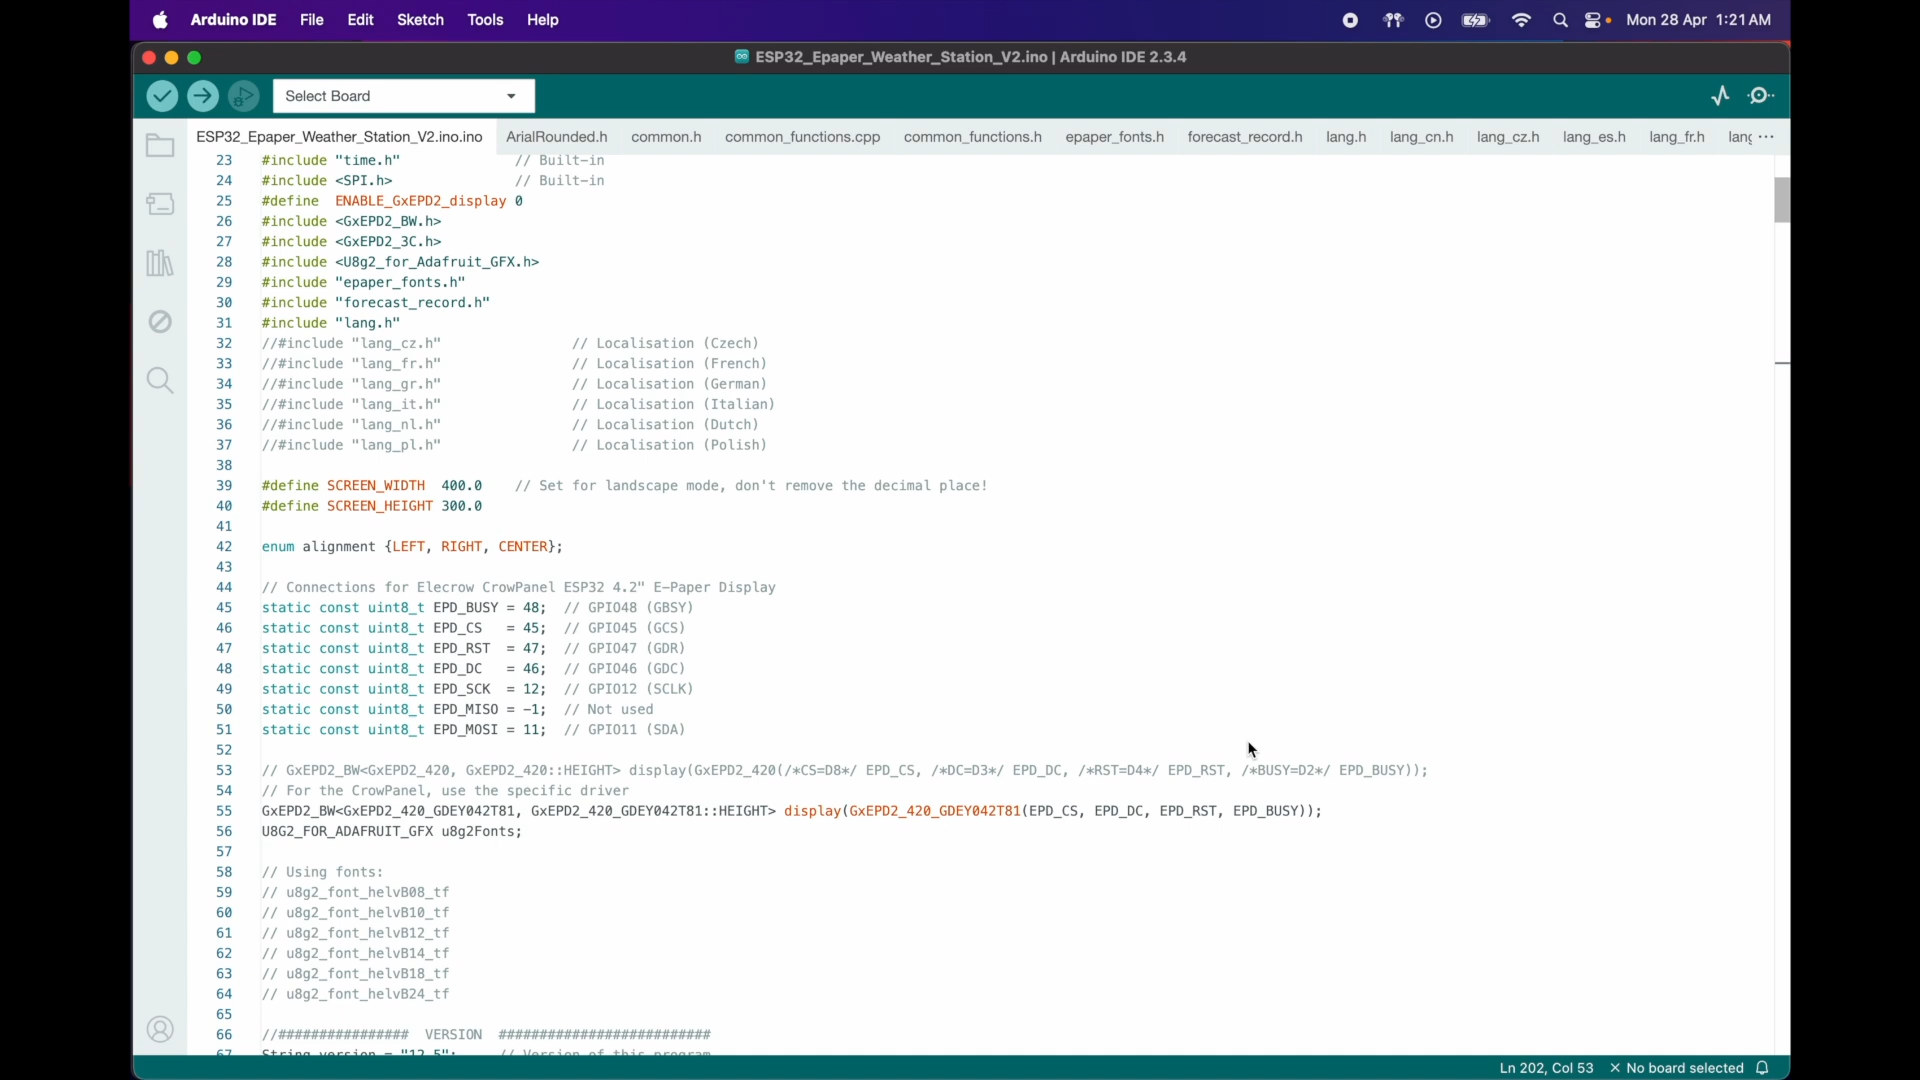 Arduino IDE File Edit Sketch Tools Help Mon 28 Apr 1:21 AM
ESP32_Epaper_Weather_Station_V2.ino | Arduino IDE 2.3.4
Select Board
ESP32_Epaper_Weather_Station_V2.ino.ino ArialRounded.h common.h common_functions.cpp common_functions.h epaper_fonts.h forecast_record.h lang.h lang_cn.h lang_cz.h lang_es.h lang_fr.h lang ...
23 #include "time.h" // Built-in
24 #include <SPI.h> // Built-in
25 #define ENABLE_GxEPD2_display 0
26 #include <GxEPD2_BW.h>
27 #include <GxEPD2_3C.h>
28 #include <U8g2_for_Adafruit_GFX.h>
29 #include "epaper_fonts.h"
30 #include "forecast_record.h"
31 #include "lang.h"
32 //#include "lang_cz.h" // Localisation (Czech)
33 //#include "lang_fr.h" // Localisation (French)
34 //#include "lang_gr.h" // Localisation (German)
35 //#include "lang_it.h" // Localisation (Italian)
36 //#include "lang_nl.h" // Localisation (Dutch)
37 //#include "lang_pl.h" // Localisation (Polish)
38
39 #define SCREEN_WIDTH 400.0 // Set for landscape mode, don't remove the decimal place!
40 #define SCREEN_HEIGHT 300.0
41
42 enum alignment {LEFT, RIGHT, CENTER};
43
44 // Connections for Elecrow CrowPanel ESP32 4.2" E-Paper Display
45 static const uint8_t EPD_BUSY = 48; // GPIO48 (GBSY)
46 static const uint8_t EPD_CS = 45; // GPIO45 (GCS)
47 static const uint8_t EPD_RST = 47; // GPIO47 (GDR)
48 static const uint8_t EPD_DC = 46; // GPIO46 (GDC)
49 static const uint8_t EPD_SCK = 12; // GPIO12 (SCLK)
50 static const uint8_t EPD_MISO = -1; // Not used
51 static const uint8_t EPD_MOSI = 11; // GPIO11 (SDA)
52
53 // GxEPD2_BW<GxEPD2_420, GxEPD2_420::HEIGHT> display(GxEPD2_420(/*CS=D8*/ EPD_CS, /*DC=D3*/ EPD_DC, /*RST=D4*/ EPD_RST, /*BUSY=D2*/ EPD_BUSY));
54 // For the CrowPanel, use the specific driver
55 GxEPD2_BW<GxEPD2_420_GDEY042T81, GxEPD2_420_GDEY042T81::HEIGHT> display(GxEPD2_420_GDEY042T81(EPD_CS, EPD_DC, EPD_RST, EPD_BUSY));
56 U8G2_FOR_ADAFRUIT_GFX u8g2Fonts;
57
58 // Using fonts:
59 // u8g2_font_helvB08_tf
60 // u8g2_font_helvB10_tf
61 // u8g2_font_helvB12_tf
62 // u8g2_font_helvB14_tf
63 // u8g2_font_helvB18_tf
64 // u8g2_font_helvB24_tf
65
66 //################ VERSION ##########################
67 String version = "12.5"; // Version of this program
Ln 202, Col 53 × No board selected